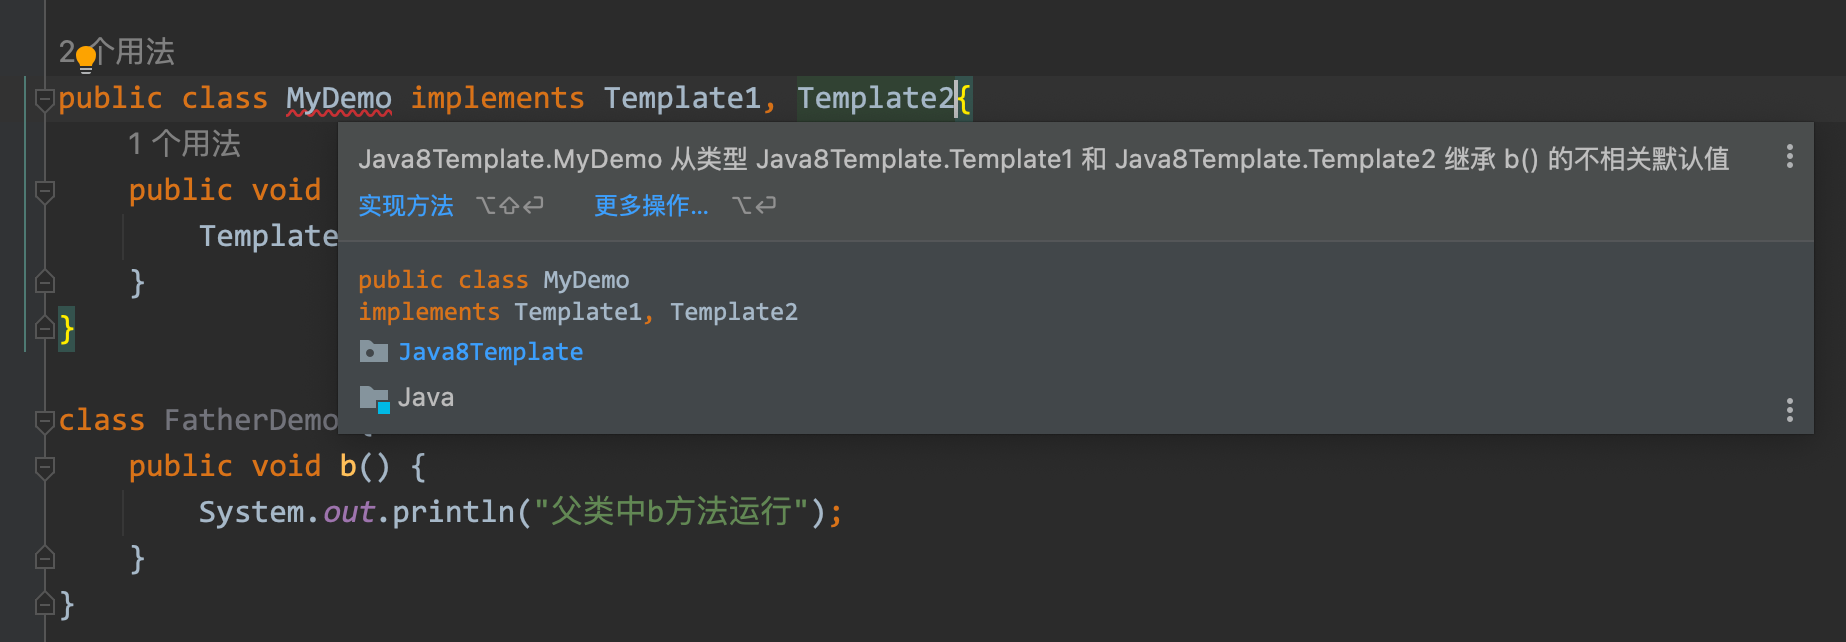 2个用法
public class MyDemo implements Template1, Template2{
1 个用法
public void
Template
}
}
Java8Template.MyDemo 从类型 Java8Template.Template1 和 Java8Template.Template2 继承 b() 的不相关默认值
实现方法 ⌥⇧⏎ 更多操作... ⌥⏎
public class MyDemo
implements Template1, Template2
Java8Template
Java
class FatherDemo
public void b() {
System.out.println("父类中b方法运行");
}
}